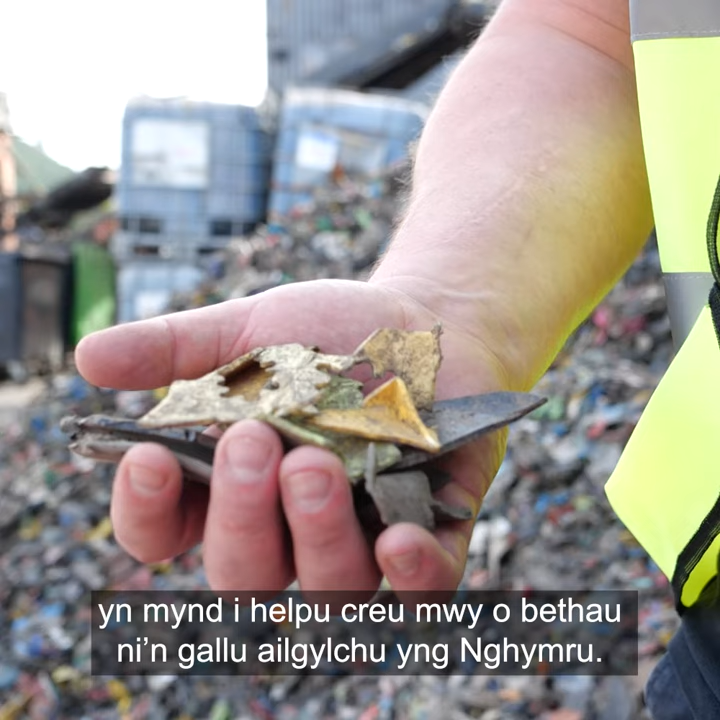 yn mynd i helpu creu mwy o bethau
ni’n gallu ailgylchu yng Nghymru.